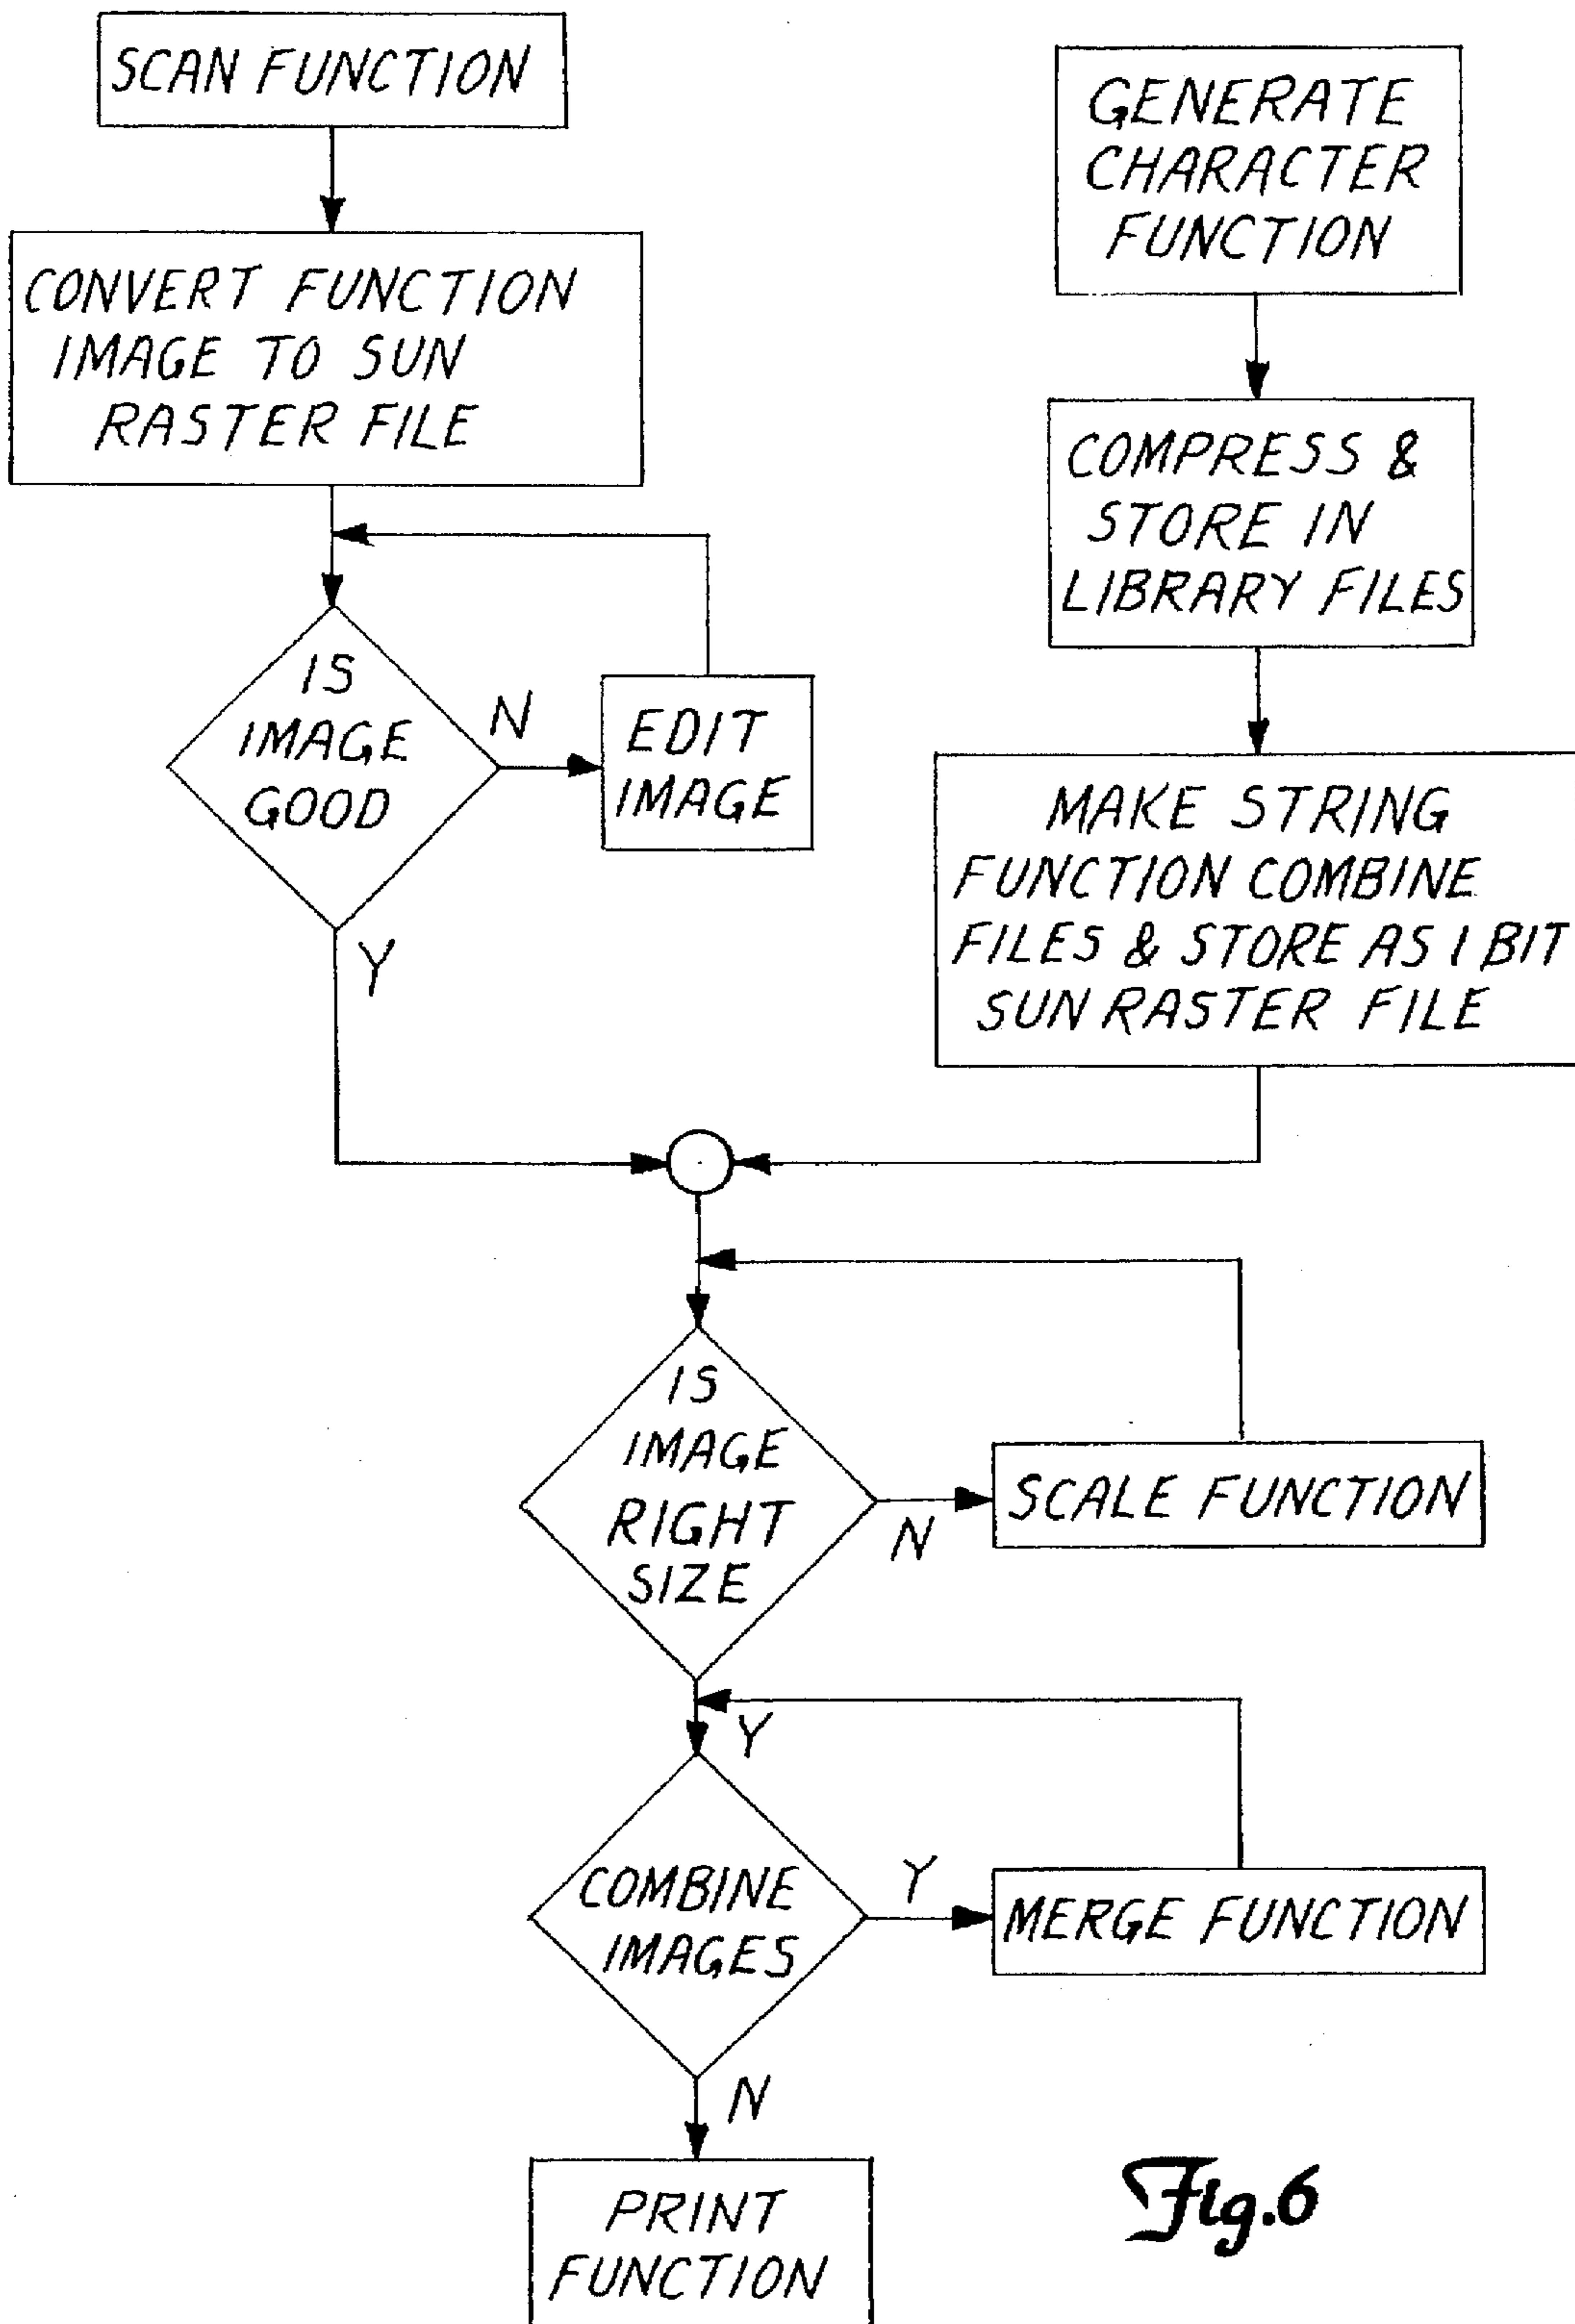 SCAN FUNCTION
CONVERT FUNCTION
IMAGE TO SUN
RASTER FILE
IS
IMAGE
GOOD
N
EDIT
IMAGE
Y
GENERATE
CHARACTER
FUNCTION
COMPRESS &
STORE IN
LIBRARY FILES
MAKE STRING
FUNCTION COMBINE
FILES & STORE AS 1 BIT
SUN RASTER FILE
IS
IMAGE
RIGHT
SIZE
N
SCALE FUNCTION
Y
COMBINE
IMAGES
Y
MERGE FUNCTION
N
PRINT
FUNCTION
Fig.6